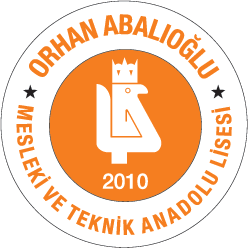 ORHAN ABALIOĞLU
2010
MESLEKİ VE TEKNİK ANADOLU LİSESİ